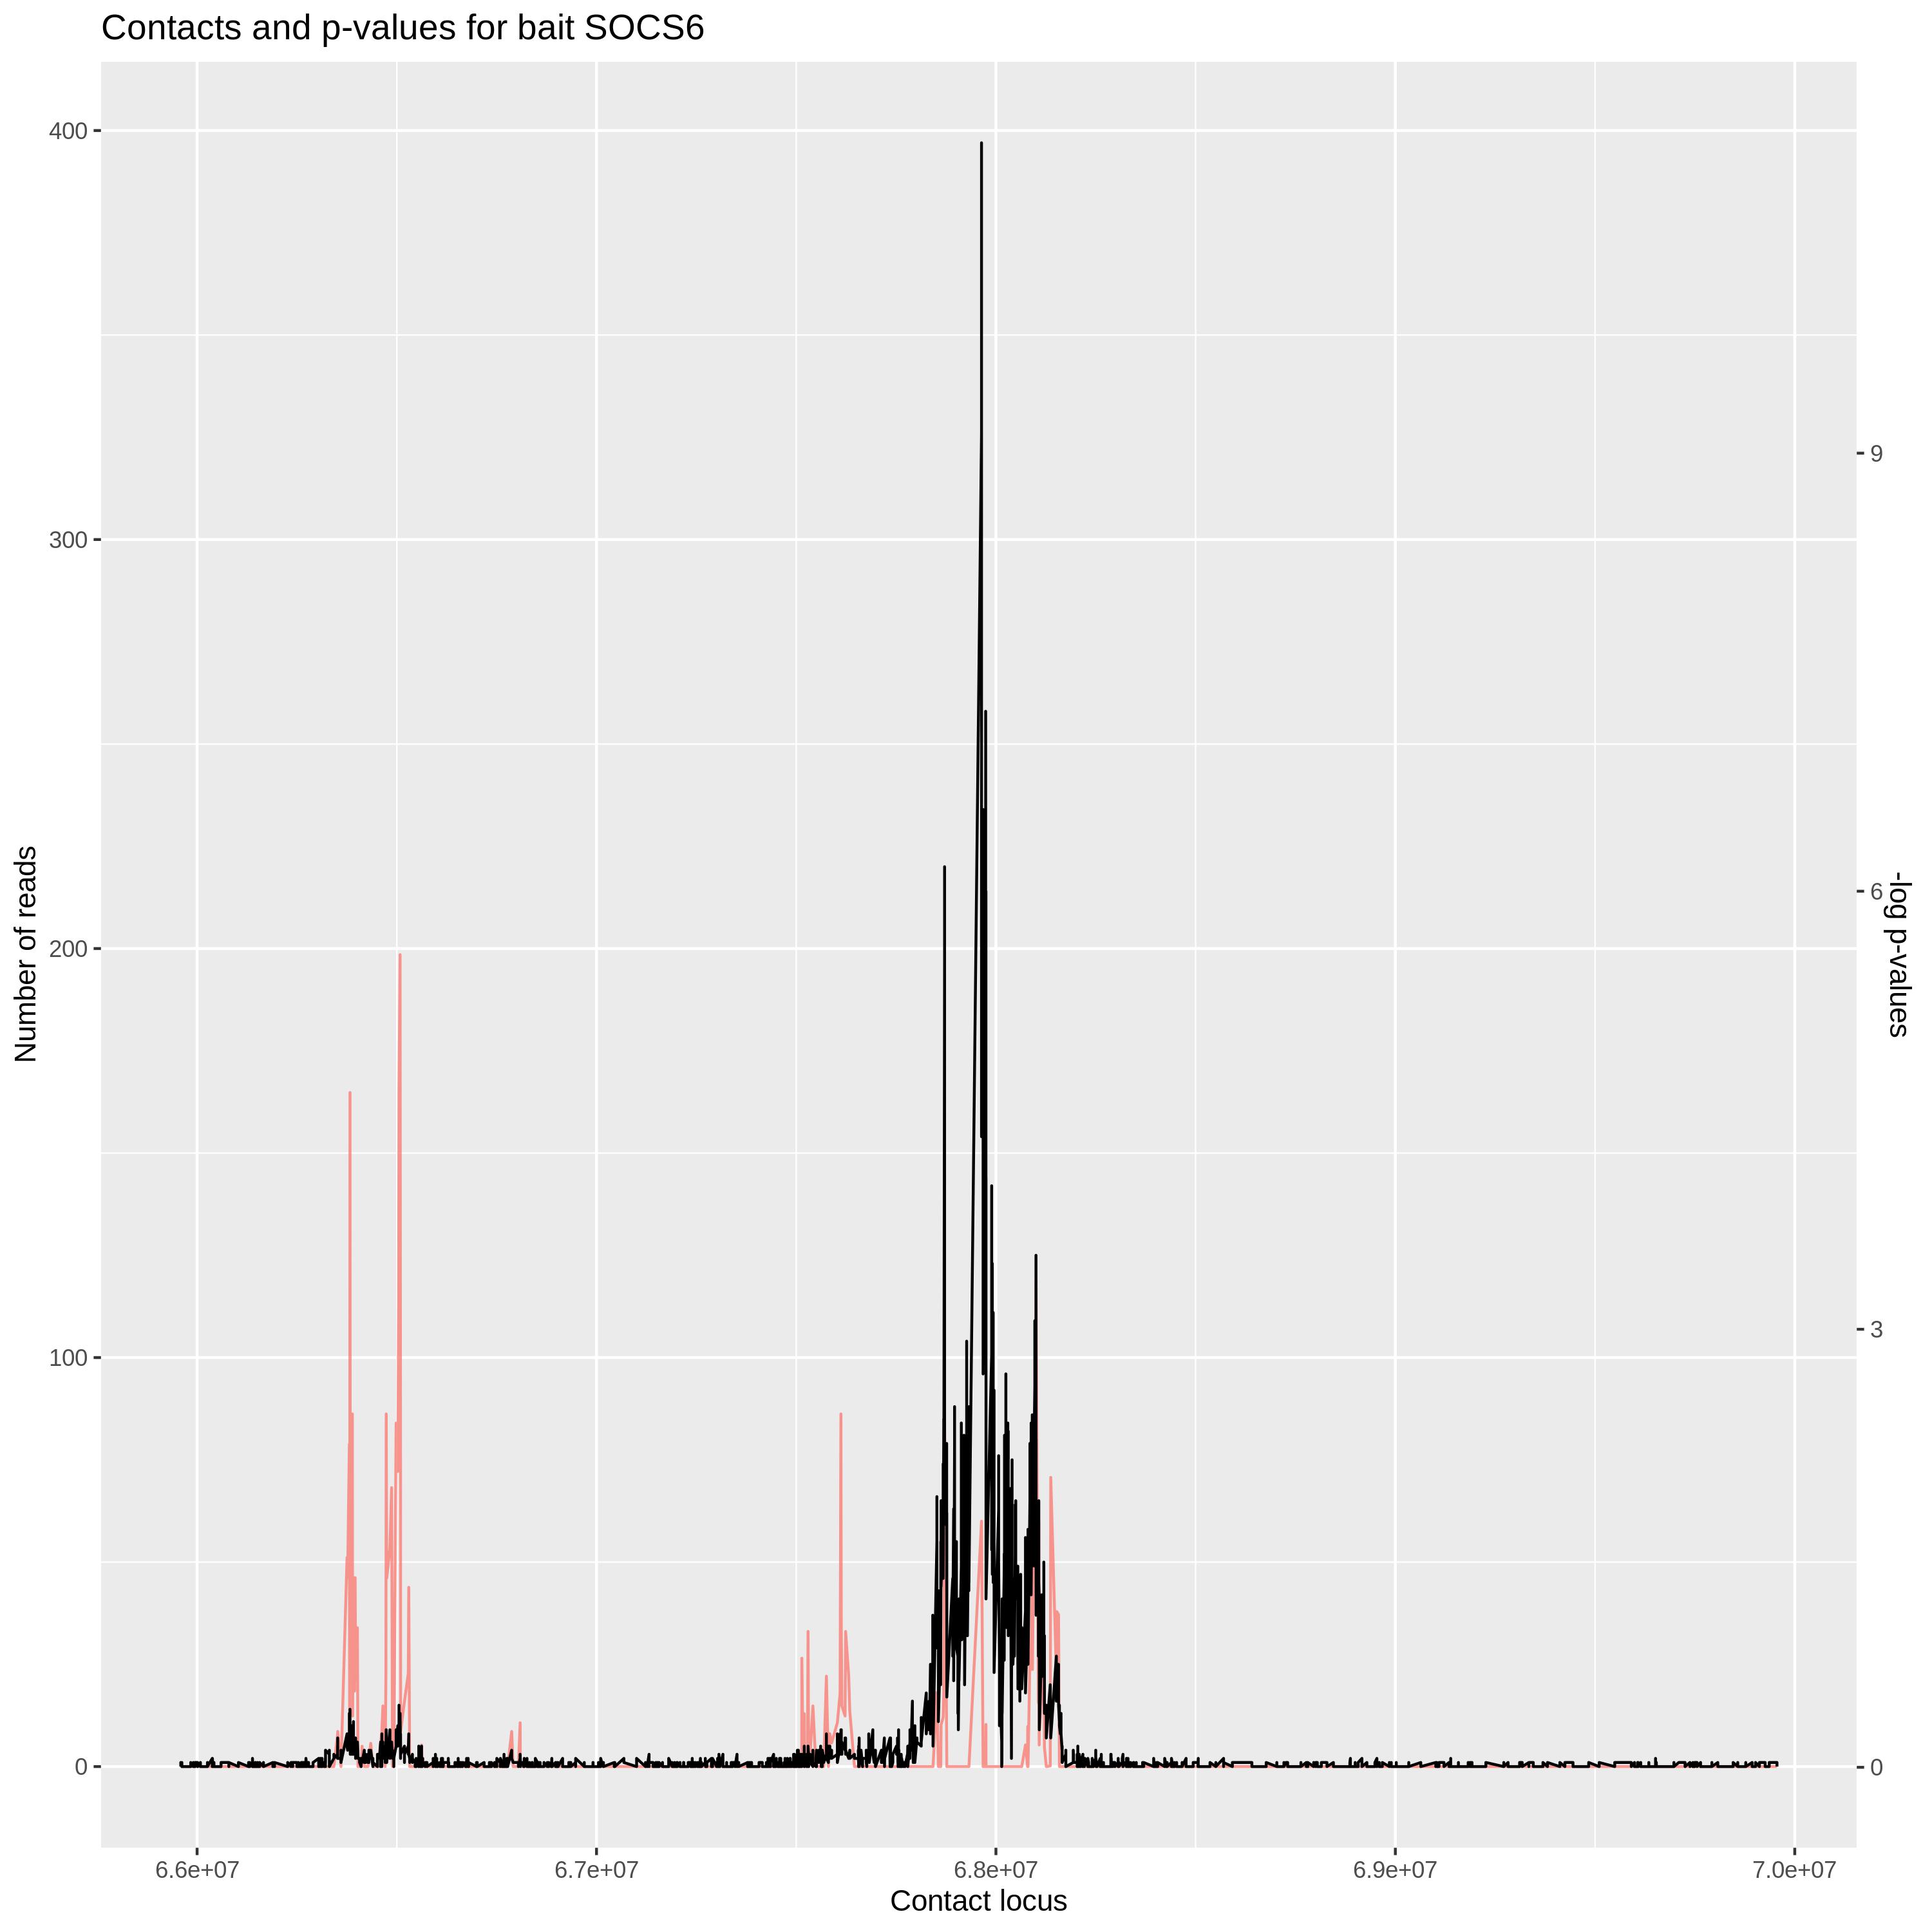 Contacts and p-values for bait SOCS6
400
300
200
100
0
Number of reads
9
6
3
0
-log p-values
6.6e+07
6.7e+07
6.8e+07
6.9e+07
7.0e+07
Contact locus